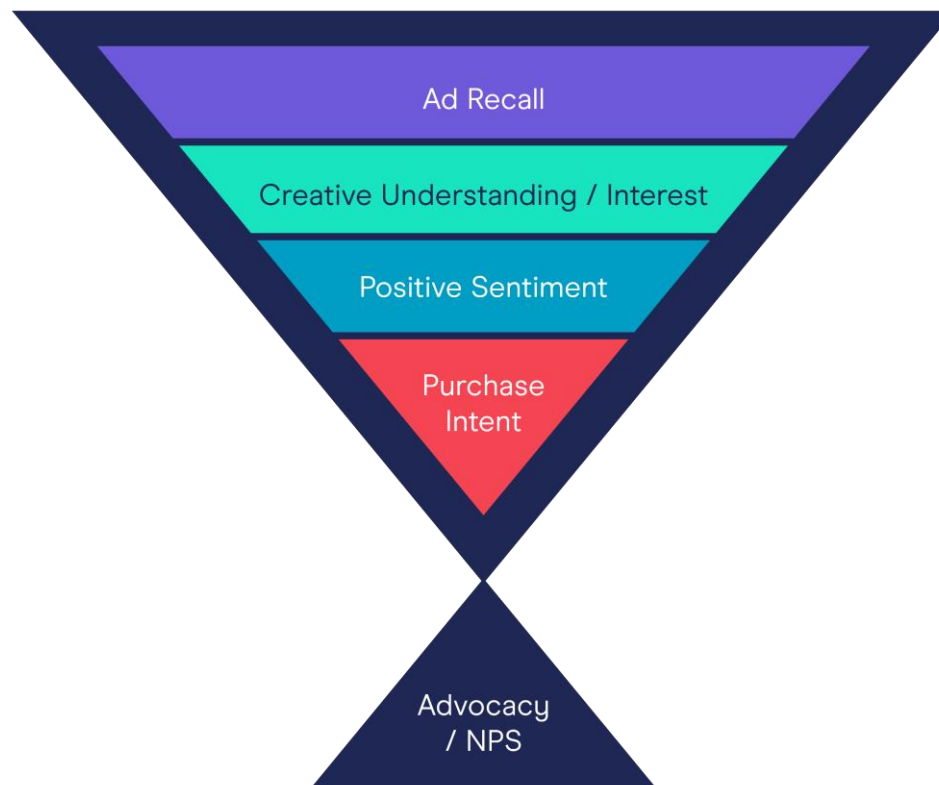 Ad Recall
Creative Understanding / Interest
Positive Sentiment
Purchase
Intent
Advocacy
/ NPS